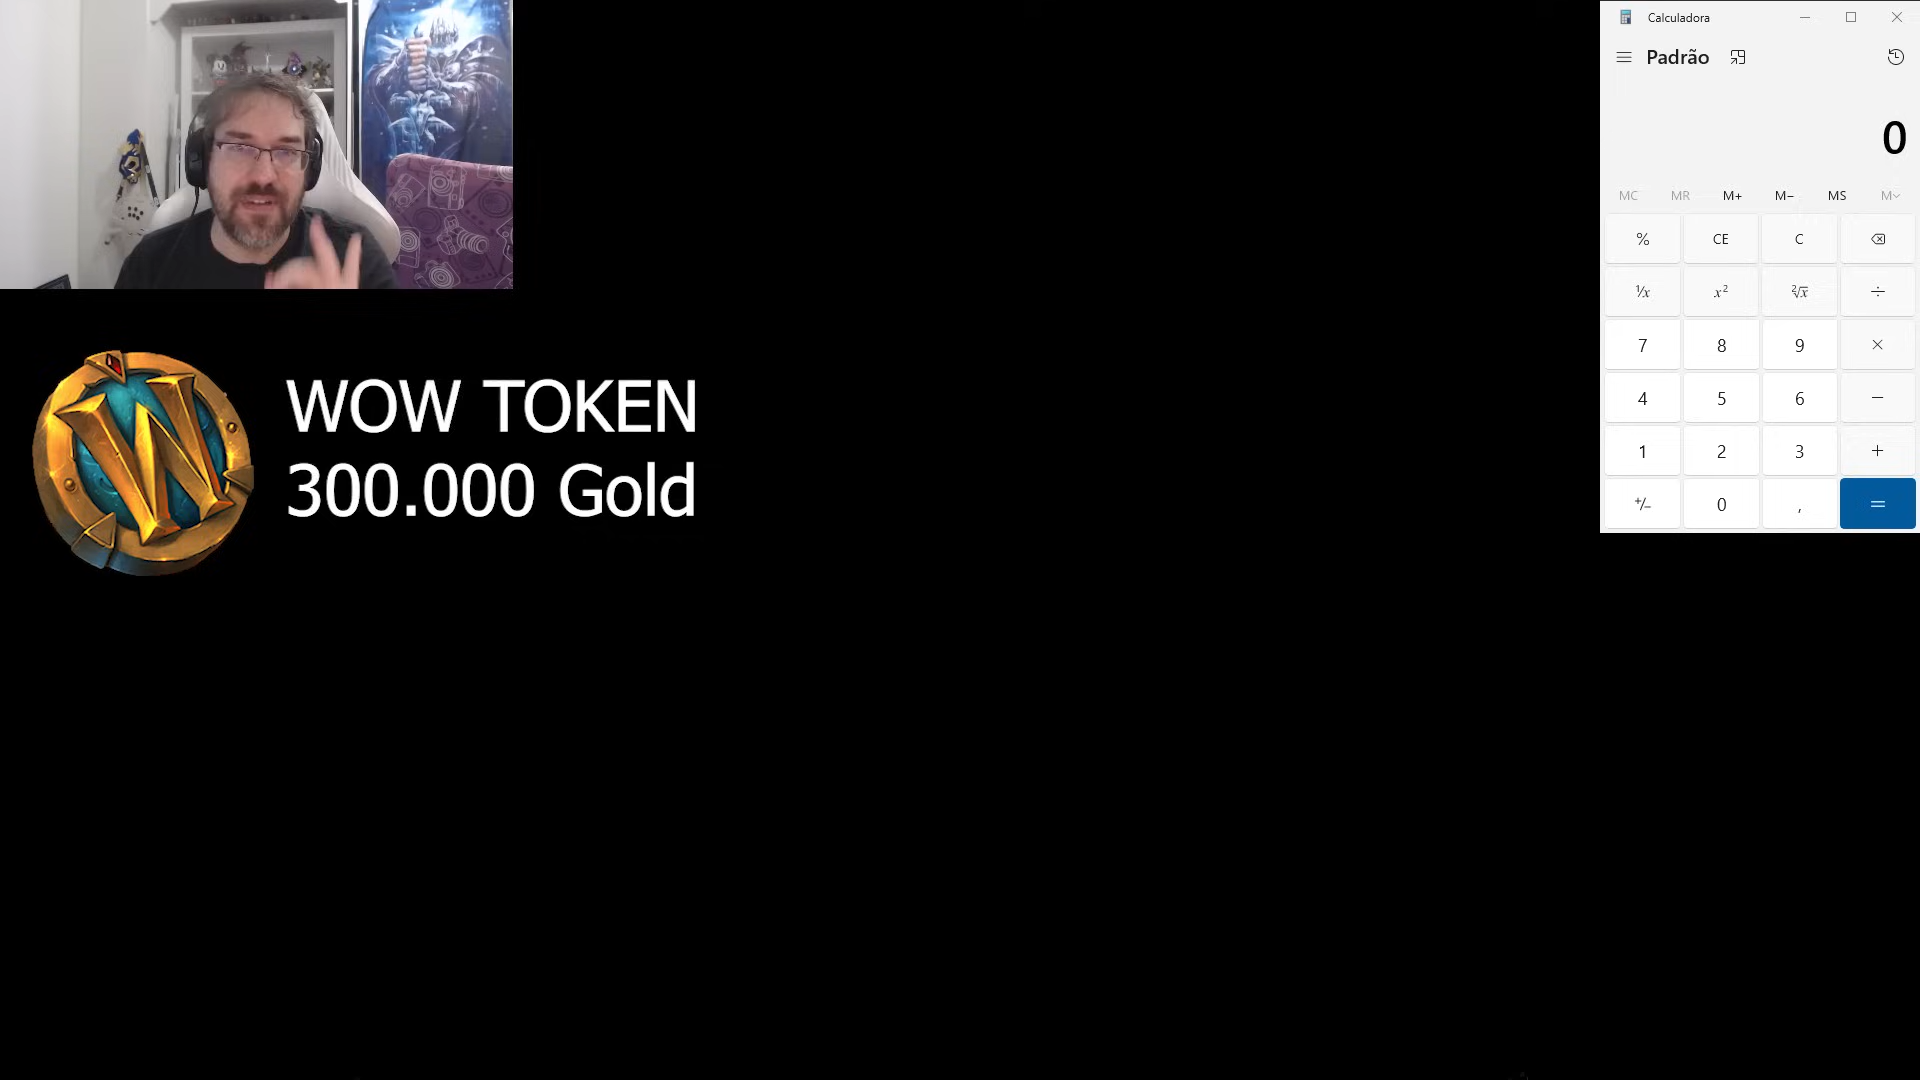 WOW TOKEN
300.000 Gold
Calculadora
Padrão
0
MC MR M+ M− MS M
% CE C
¹/x x² ²√x ÷
7 8 9 ×
4 5 6 −
1 2 3 +
+/− 0 , =